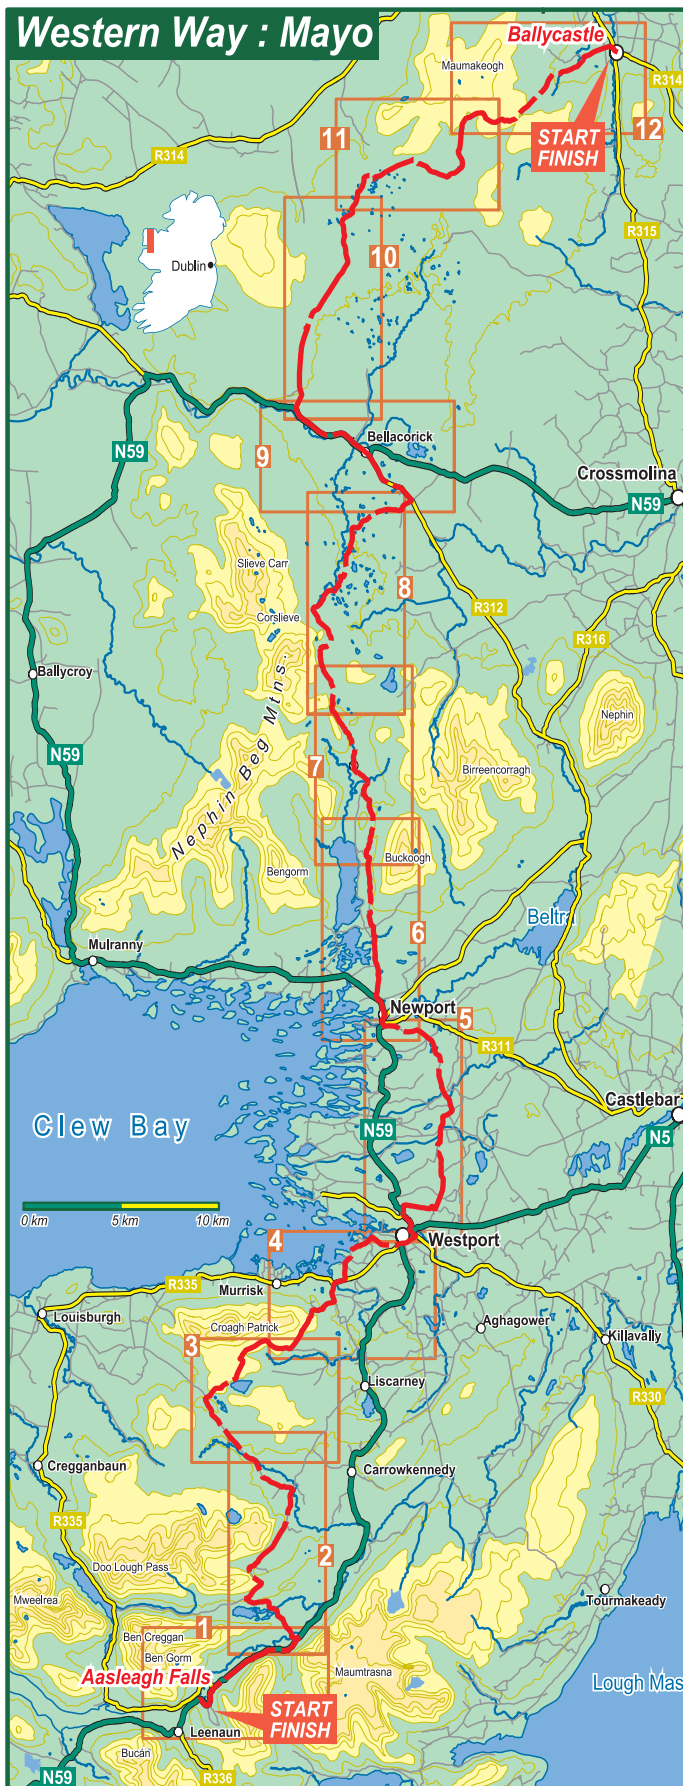 Western Way : Mayo
Ballycastle
Maumakeogh
R314
START
FINISH
12
11
R314
R315
Dublin
10
Bellacorick
N59
9
Crossmolina
N59
Slieve Carr
8
Corslieve
R312
R316
Ballycroy
Nephin Beg Mtns.
Nephin
N59
7
Birreencorragh
Buckoogh
Bengorm
Beltra
6
Mulranny
Newport
5
R311
Castlebar
Clew Bay
N59
N5
0 km
5 km
10 km
4
Westport
R335
Murrisk
Louisburgh
Croagh Patrick
Aghagower
Killavally
3
Liscarney
R330
Cregganbaun
Carrowkennedy
R335
2
Doo Lough Pass
Mweelrea
Tourmakeady
1
Ben Creggan
Ben Gorm
Aasleagh Falls
Maumtrasna
Lough Mas
START
FINISH
Leenaun
Bucán
N59
R336